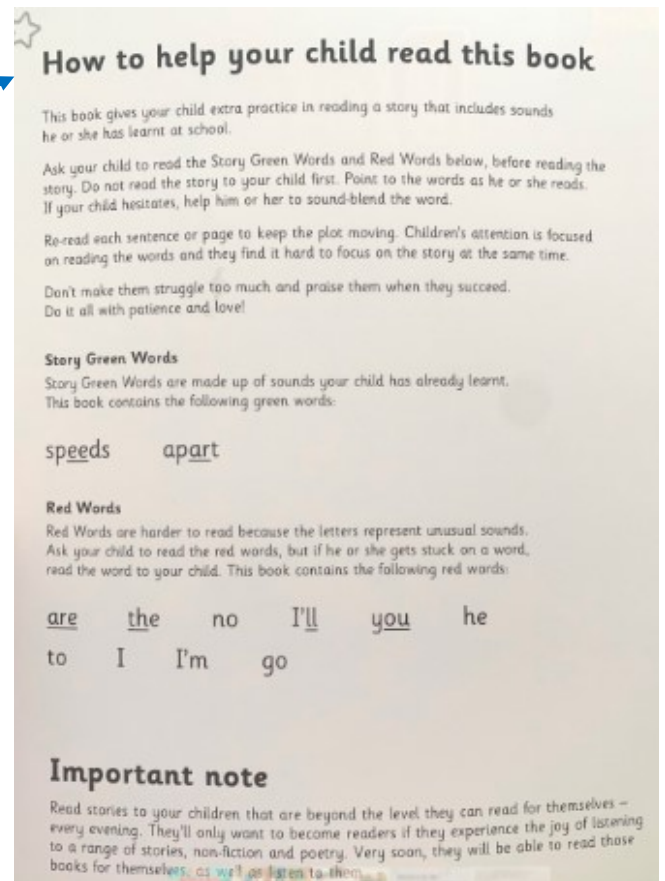 How to help your child read this book
This book gives your child extra practice in reading a story that includes sounds
he or she has learnt at school.
Ask your child to read the Story Green Words and Red Words below, before reading the
story. Do not read the story to your child first. Point to the words as he or she reads.
If your child hesitates, help him or her to sound-blend the word.
Re-read each sentence or page to keep the plot moving. Children's attention is focused
on reading the words and they find it hard to focus on the story at the same time.
Don't make them struggle too much and praise them when they succeed.
Do it all with patience and love!
Story Green Words
Story Green Words are made up of sounds your child has already learnt.
This book contains the following green words:
speeds apart
Red Words
Red Words are harder to read because the letters represent unusual sounds.
Ask your child to read the red words, but if he or she gets stuck on a word,
read the word to your child. This book contains the following red words:
are the no I'll you he
to I I'm go
Important note
Read stories to your children that are beyond the level they can read for themselves –
every evening. They'll only want to become readers if they experience the joy of listening
to a range of stories, non-fiction and poetry. Very soon, they will be able to read those
books for themselves, as well as listen to them.